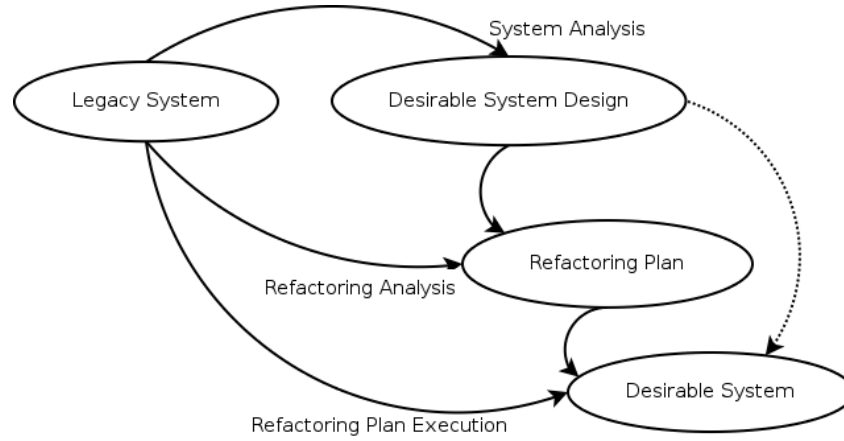 System Analysis
Legacy System
Desirable System Design
Refactoring Plan
Refactoring Analysis
Desirable System
Refactoring Plan Execution